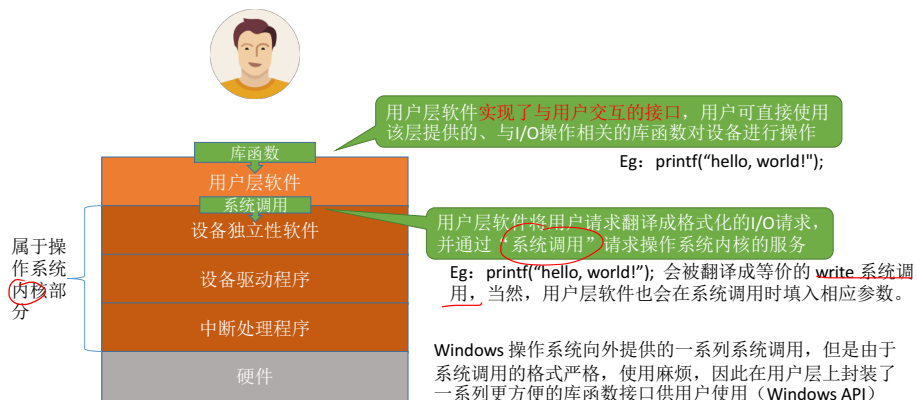 用户层软件实现了与用户交互的接口，用户可直接使用
该层提供的、与I/O操作相关的库函数对设备进行操作
库函数
Eg：printf(“hello, world!");
用户层软件
系统调用
用户层软件将用户请求翻译成格式化的I/O请求，
并通过“系统调用”请求操作系统内核的服务
设备独立性软件
属于操
作系统
内核部
分
Eg：printf(“hello, world!”); 会被翻译成等价的 write 系统调
用，当然，用户层软件也会在系统调用时填入相应参数。
设备驱动程序
中断处理程序
Windows 操作系统向外提供的一系列系统调用，但是由于
系统调用的格式严格，使用麻烦，因此在用户层上封装了
一系列更方便的库函数接口供用户使用（Windows API）
硬件